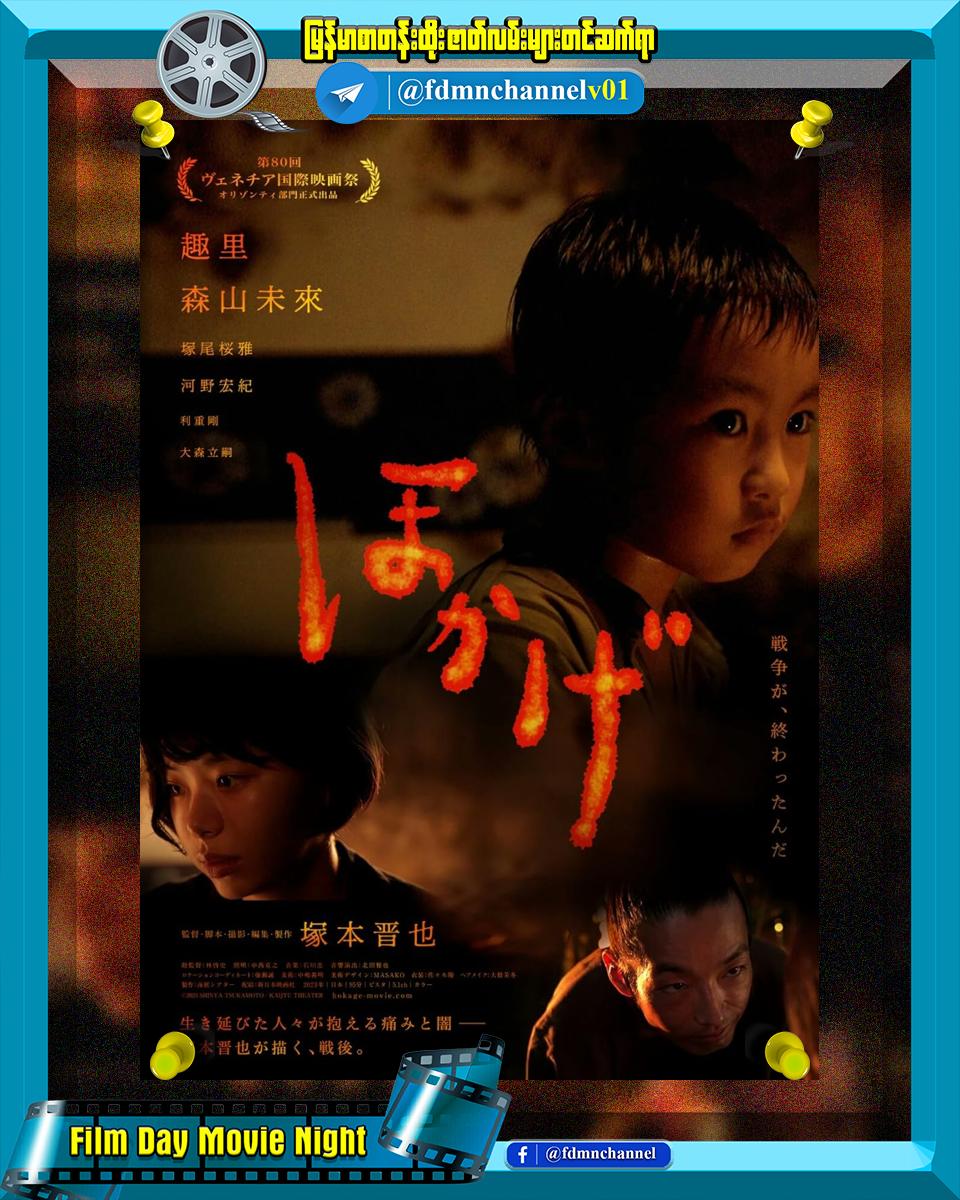 မြန်မာစာတန်းထိုးဇာတ်လမ်းများတင်ဆက်ရာ
@fdmnchannelv01
第80回
ヴェネチア国際映画祭
オリゾンティ部門正式出品
趣里
森山未來
塚尾桜雅
河野宏紀
利重剛
大森立嗣
ほかげ
戦争が、終わったんだ
監督・脚本・撮影・編集・製作 塚本晋也
©2023 SHINYA TSUKAMOTO / KAIJYU THEATER hokage-movie.com
生き延びた人々が抱える痛みと闇 ——
本晋也が描く、戦後。
Film Day Movie Night
f @fdmnchannel